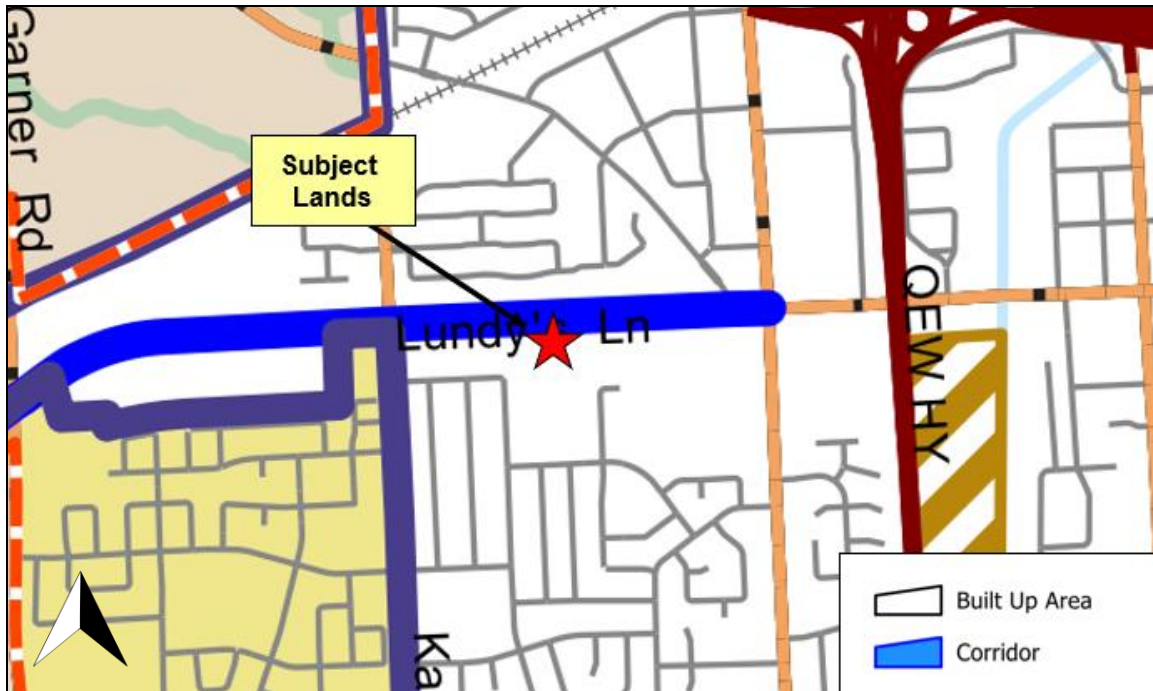 Garner Rd
Subject
Lands
Lundy's Ln
QEW HY
Ka
Built Up Area
Corridor